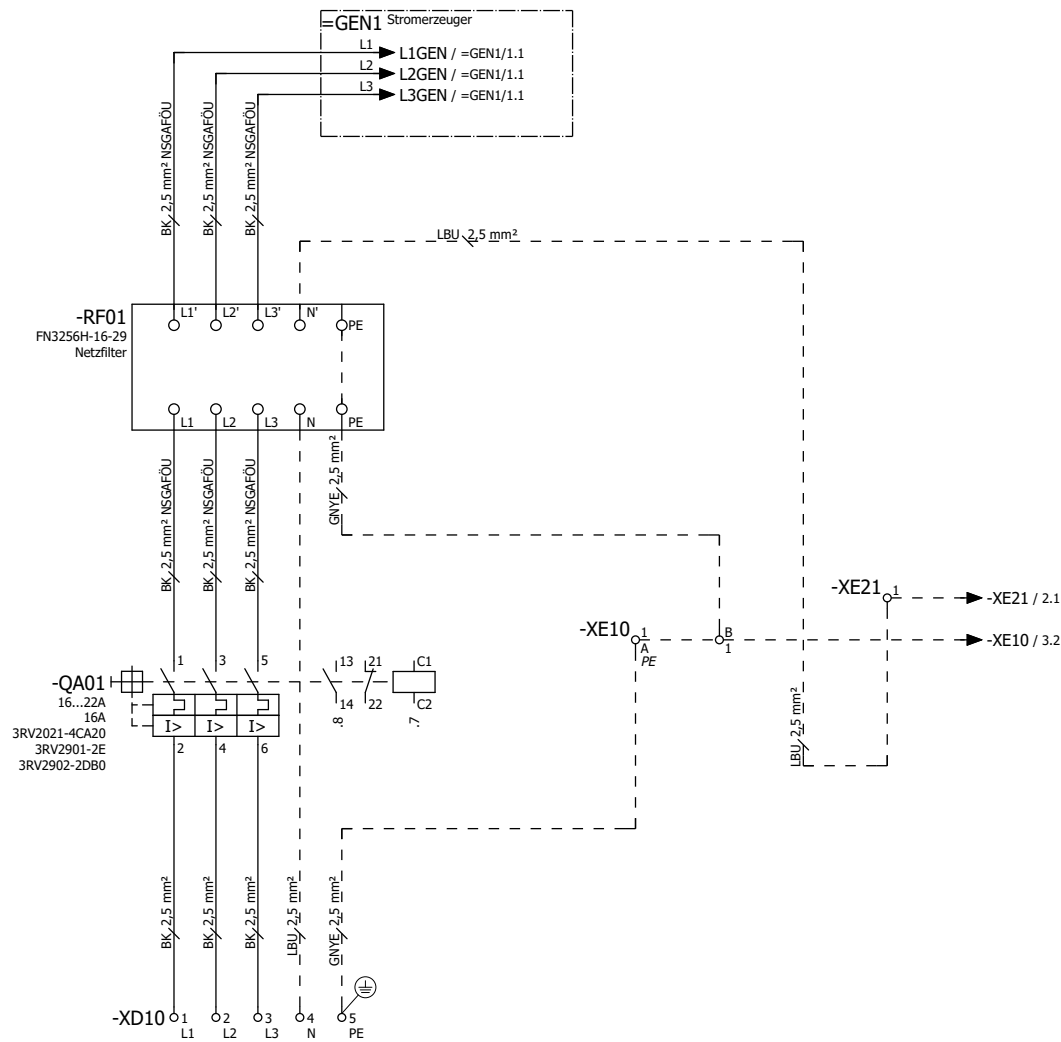 =GEN1 Stromerzeuger
L1 L1GEN / =GEN1/1.1
L2 L2GEN / =GEN1/1.1
L3 L3GEN / =GEN1/1.1
BK 2,5 mm² NSGAFÖU
BK 2,5 mm² NSGAFÖU
BK 2,5 mm² NSGAFÖU
LBU 2,5 mm²
-RF01
FN3256H-16-29
Netzfilter
L1' L2' L3' N' PE
L1 L2 L3 N PE
BK 2,5 mm² NSGAFÖU
BK 2,5 mm² NSGAFÖU
BK 2,5 mm² NSGAFÖU
GNYE 2,5 mm²
-XE21 1
-XE21 / 2.1
-XE10 1
A
PE
B
1
-XE10 / 3.2
-QA01
16...22A
16A
3RV2021-4CA20
3RV2901-2E
3RV2902-2DB0
1 3 5 13 21 C1
14 22 C2
I> I> I>
2 4 6
.8 .7
LBU 2,5 mm²
BK 2,5 mm²
BK 2,5 mm²
BK 2,5 mm²
LBU 2,5 mm²
GNYE 2,5 mm²
-XD10 1 2 3 4 5
L1 L2 L3 N PE